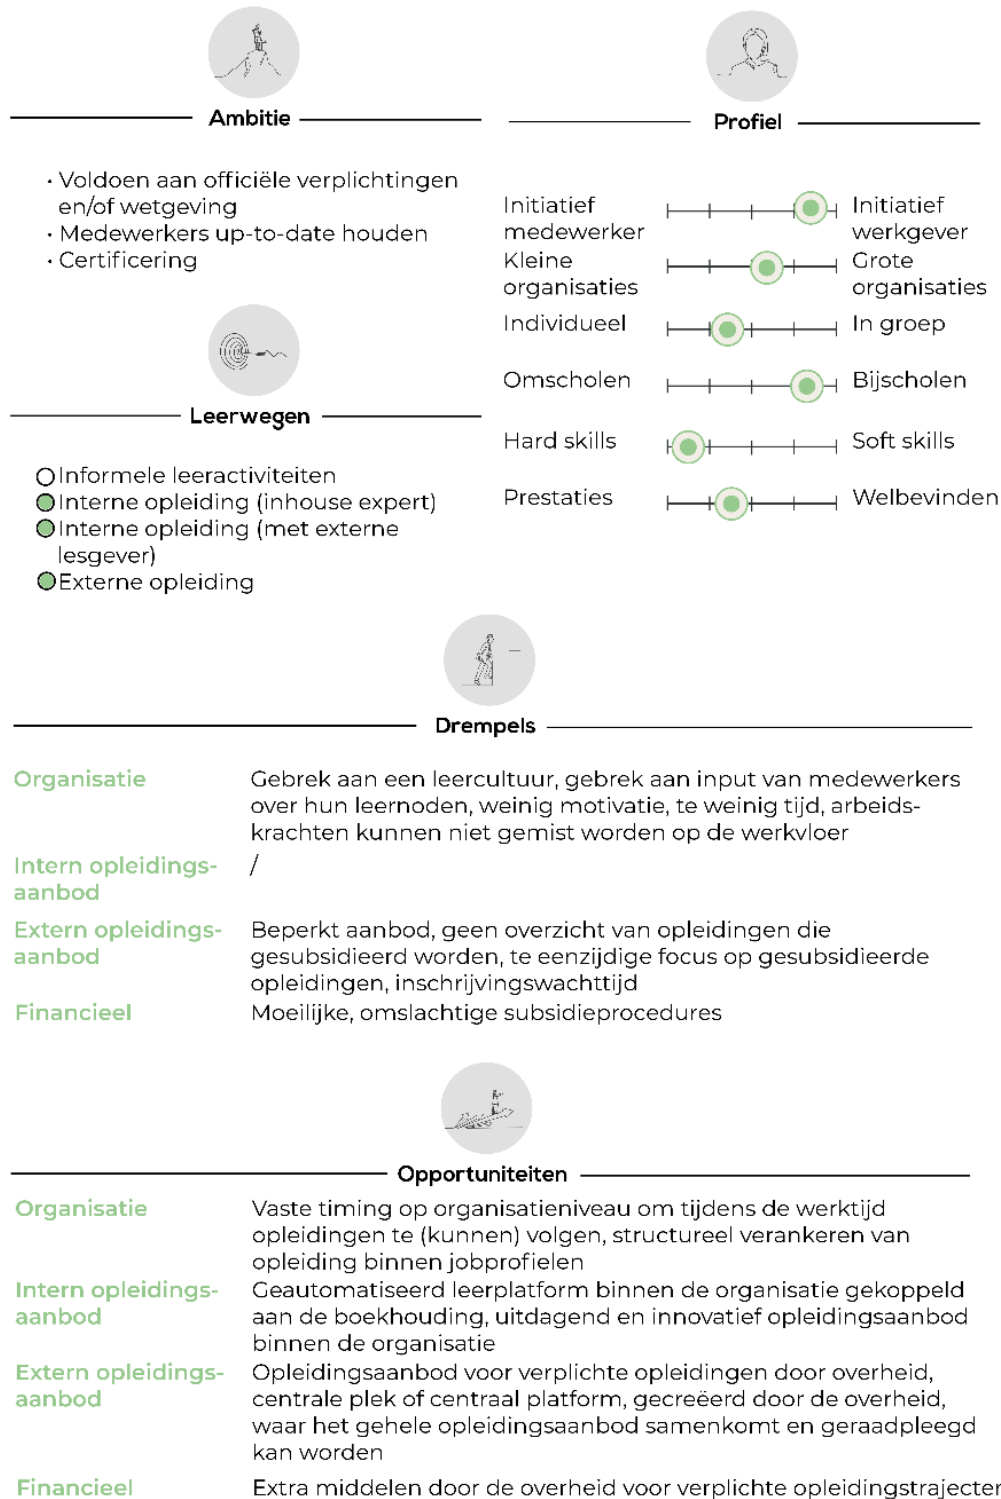 Ambitie
· Voldoen aan officiële verplichtingen
en/of wetgeving
· Medewerkers up-to-date houden
· Certificering
Leerwegen
Informele leeractiviteiten
Interne opleiding (inhouse expert)
Interne opleiding (met externe
lesgever)
Externe opleiding
Profiel
Initiatief medewerker
Initiatief werkgever
Kleine organisaties
Grote organisaties
Individueel
In groep
Omscholen
Bijscholen
Hard skills
Soft skills
Prestaties
Welbevinden
Drempels
Organisatie
Gebrek aan een leercultuur, gebrek aan input van medewerkers
over hun leernoden, weinig motivatie, te weinig tijd, arbeids-
krachten kunnen niet gemist worden op de werkvloer
Intern opleidings-
aanbod
/
Extern opleidings-
aanbod
Beperkt aanbod, geen overzicht van opleidingen die
gesubsidieerd worden, te eenzijdige focus op gesubsidieerde
opleidingen, inschrijvingswachttijd
Financieel
Moeilijke, omslachtige subsidieprocedures
Opportuniteiten
Organisatie
Vaste timing op organisatieniveau om tijdens de werktijd
opleidingen te (kunnen) volgen, structureel verankeren van
opleiding binnen jobprofielen
Intern opleidings-
aanbod
Geautomatiseerd leerplatform binnen de organisatie gekoppeld
aan de boekhouding, uitdagend en innovatief opleidingsaanbod
binnen de organisatie
Extern opleidings-
aanbod
Opleidingsaanbod voor verplichte opleidingen door overheid,
centrale plek of centraal platform, gecreëerd door de overheid,
waar het gehele opleidingsaanbod samenkomt en geraadpleegd
kan worden
Financieel
Extra middelen door de overheid voor verplichte opleidingstrajecten